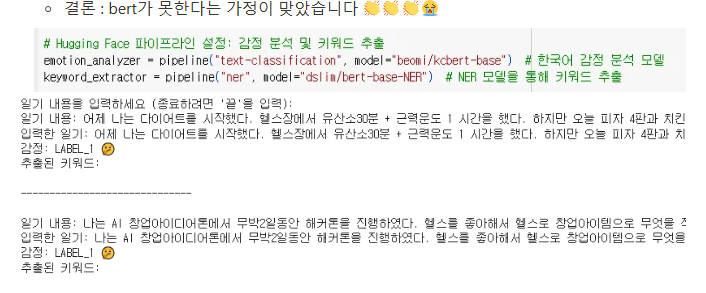 결론 : bert가 못한다는 가정이 맞았습니다 👏👏👏😭
# Hugging Face 파이프라인 설정: 감정 분석 및 키워드 추출
emotion_analyzer = pipeline("text-classification", model="beomi/kcbert-base") # 한국어 감정 분석 모델
keyword_extractor = pipeline("ner", model="dslim/bert-base-NER") # NER 모델을 통해 키워드 추출
일기 내용을 입력하세요 (종료하려면 '끝'을 입력):
일기 내용: 어제 나는 다이어트를 시작했다. 헬스장에서 유산소30분 + 근력운도 1 시간을 했다. 하지만 오늘 피자 4판과 치킨
입력한 일기: 어제 나는 다이어트를 시작했다. 헬스장에서 유산소30분 + 근력운도 1 시간을 했다. 하지만 오늘 피자 4판과 치
감정: LABEL_1 😕
추출된 키워드:
------------------------------
일기 내용: 나는 AI 창업아이디어톤에서 무박2일동안 해커톤을 진행하였다. 헬스를 좋아해서 헬스로 창업아이템으로 무엇을
입력한 일기: 나는 AI 창업아이디어톤에서 무박2일동안 해커톤을 진행하였다. 헬스를 좋아해서 헬스로 창업아이템으로 무엇을
감정: LABEL_1 😕
추출된 키워드: